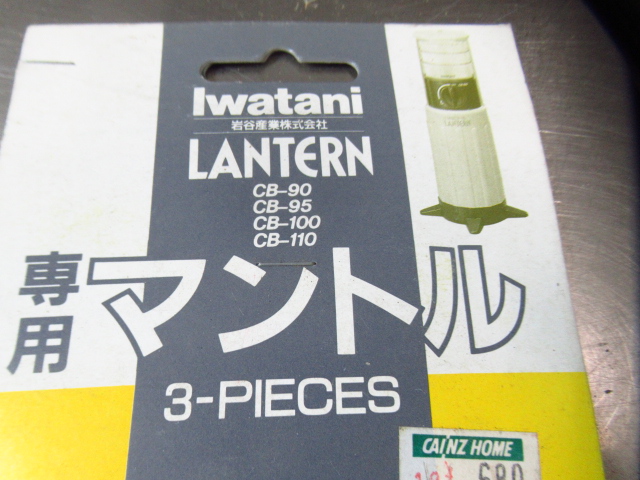 Iwatani
岩谷産業株式会社
LANTERN
CB-90
CB-95
CB-100
CB-110
専用
マントル
3-PIECES
CAINZ HOME
680